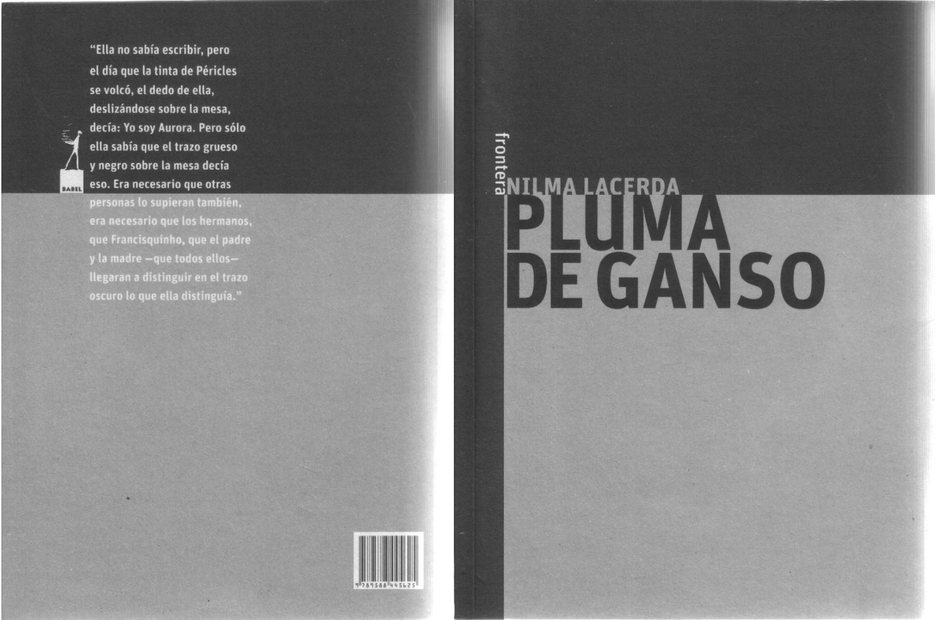 “Ella no sabía escribir, pero
el día que la tinta de Péricles
se volcó, el dedo de ella,
deslizándose sobre la mesa,
decía: Yo soy Aurora. Pero sólo
ella sabía que el trazo grueso
y negro sobre la mesa decía
eso. Era necesario que otras
personas lo supieran también,
era necesario que los hermanos,
que Francisquinho, que el padre
y la madre —que todos ellos—
llegaran a distinguir en el trazo
oscuro lo que ella distinguía.”
BABEL
9 789588 445625
frontera
NILMA LACERDA
PLUMA
DE GANSO